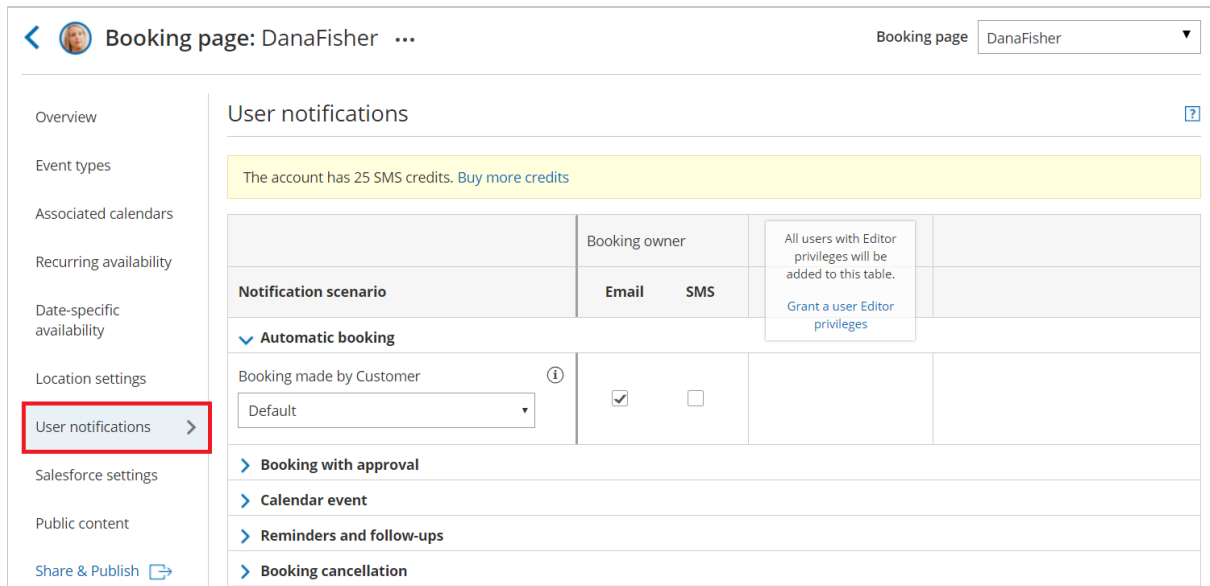 Booking page: DanaFisher ...
Booking page DanaFisher
Overview
Event types
Associated calendars
Recurring availability
Date-specific
availability
Location settings
User notifications
Salesforce settings
Public content
Share & Publish
User notifications
?
The account has 25 SMS credits. Buy more credits
Booking owner
All users with Editor
privileges will be
added to this table.
Grant a user Editor
privileges
Notification scenario Email SMS
Automatic booking
Booking made by Customer i
Default
Booking with approval
Calendar event
Reminders and follow-ups
Booking cancellation